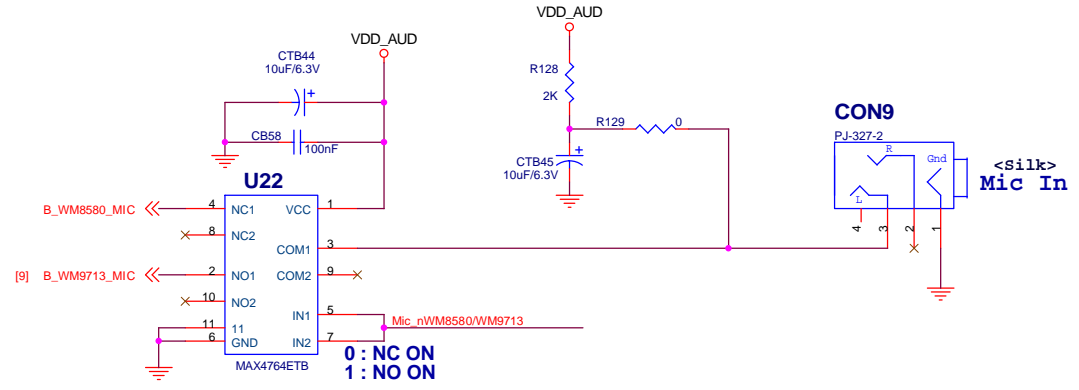 VDD_AUD
VDD_AUD
CTB44
10uF/6.3V
+
R128
2K
CB58
100nF
R129
0
CTB45
10uF/6.3V
+
CON9
PJ-327-2
R
Gnd
L
<Silk>
Mic In
4
3
2
1
U22
B_WM8580_MIC
4
NC1
VCC
1
8
NC2
COM1
3
[9]
B_WM9713_MIC
2
NO1
COM2
9
10
NO2
IN1
5
11
11
6
GND
IN2
7
Mic_nWM8580/WM9713
MAX4764ETB
0 : NC ON
1 : NO ON